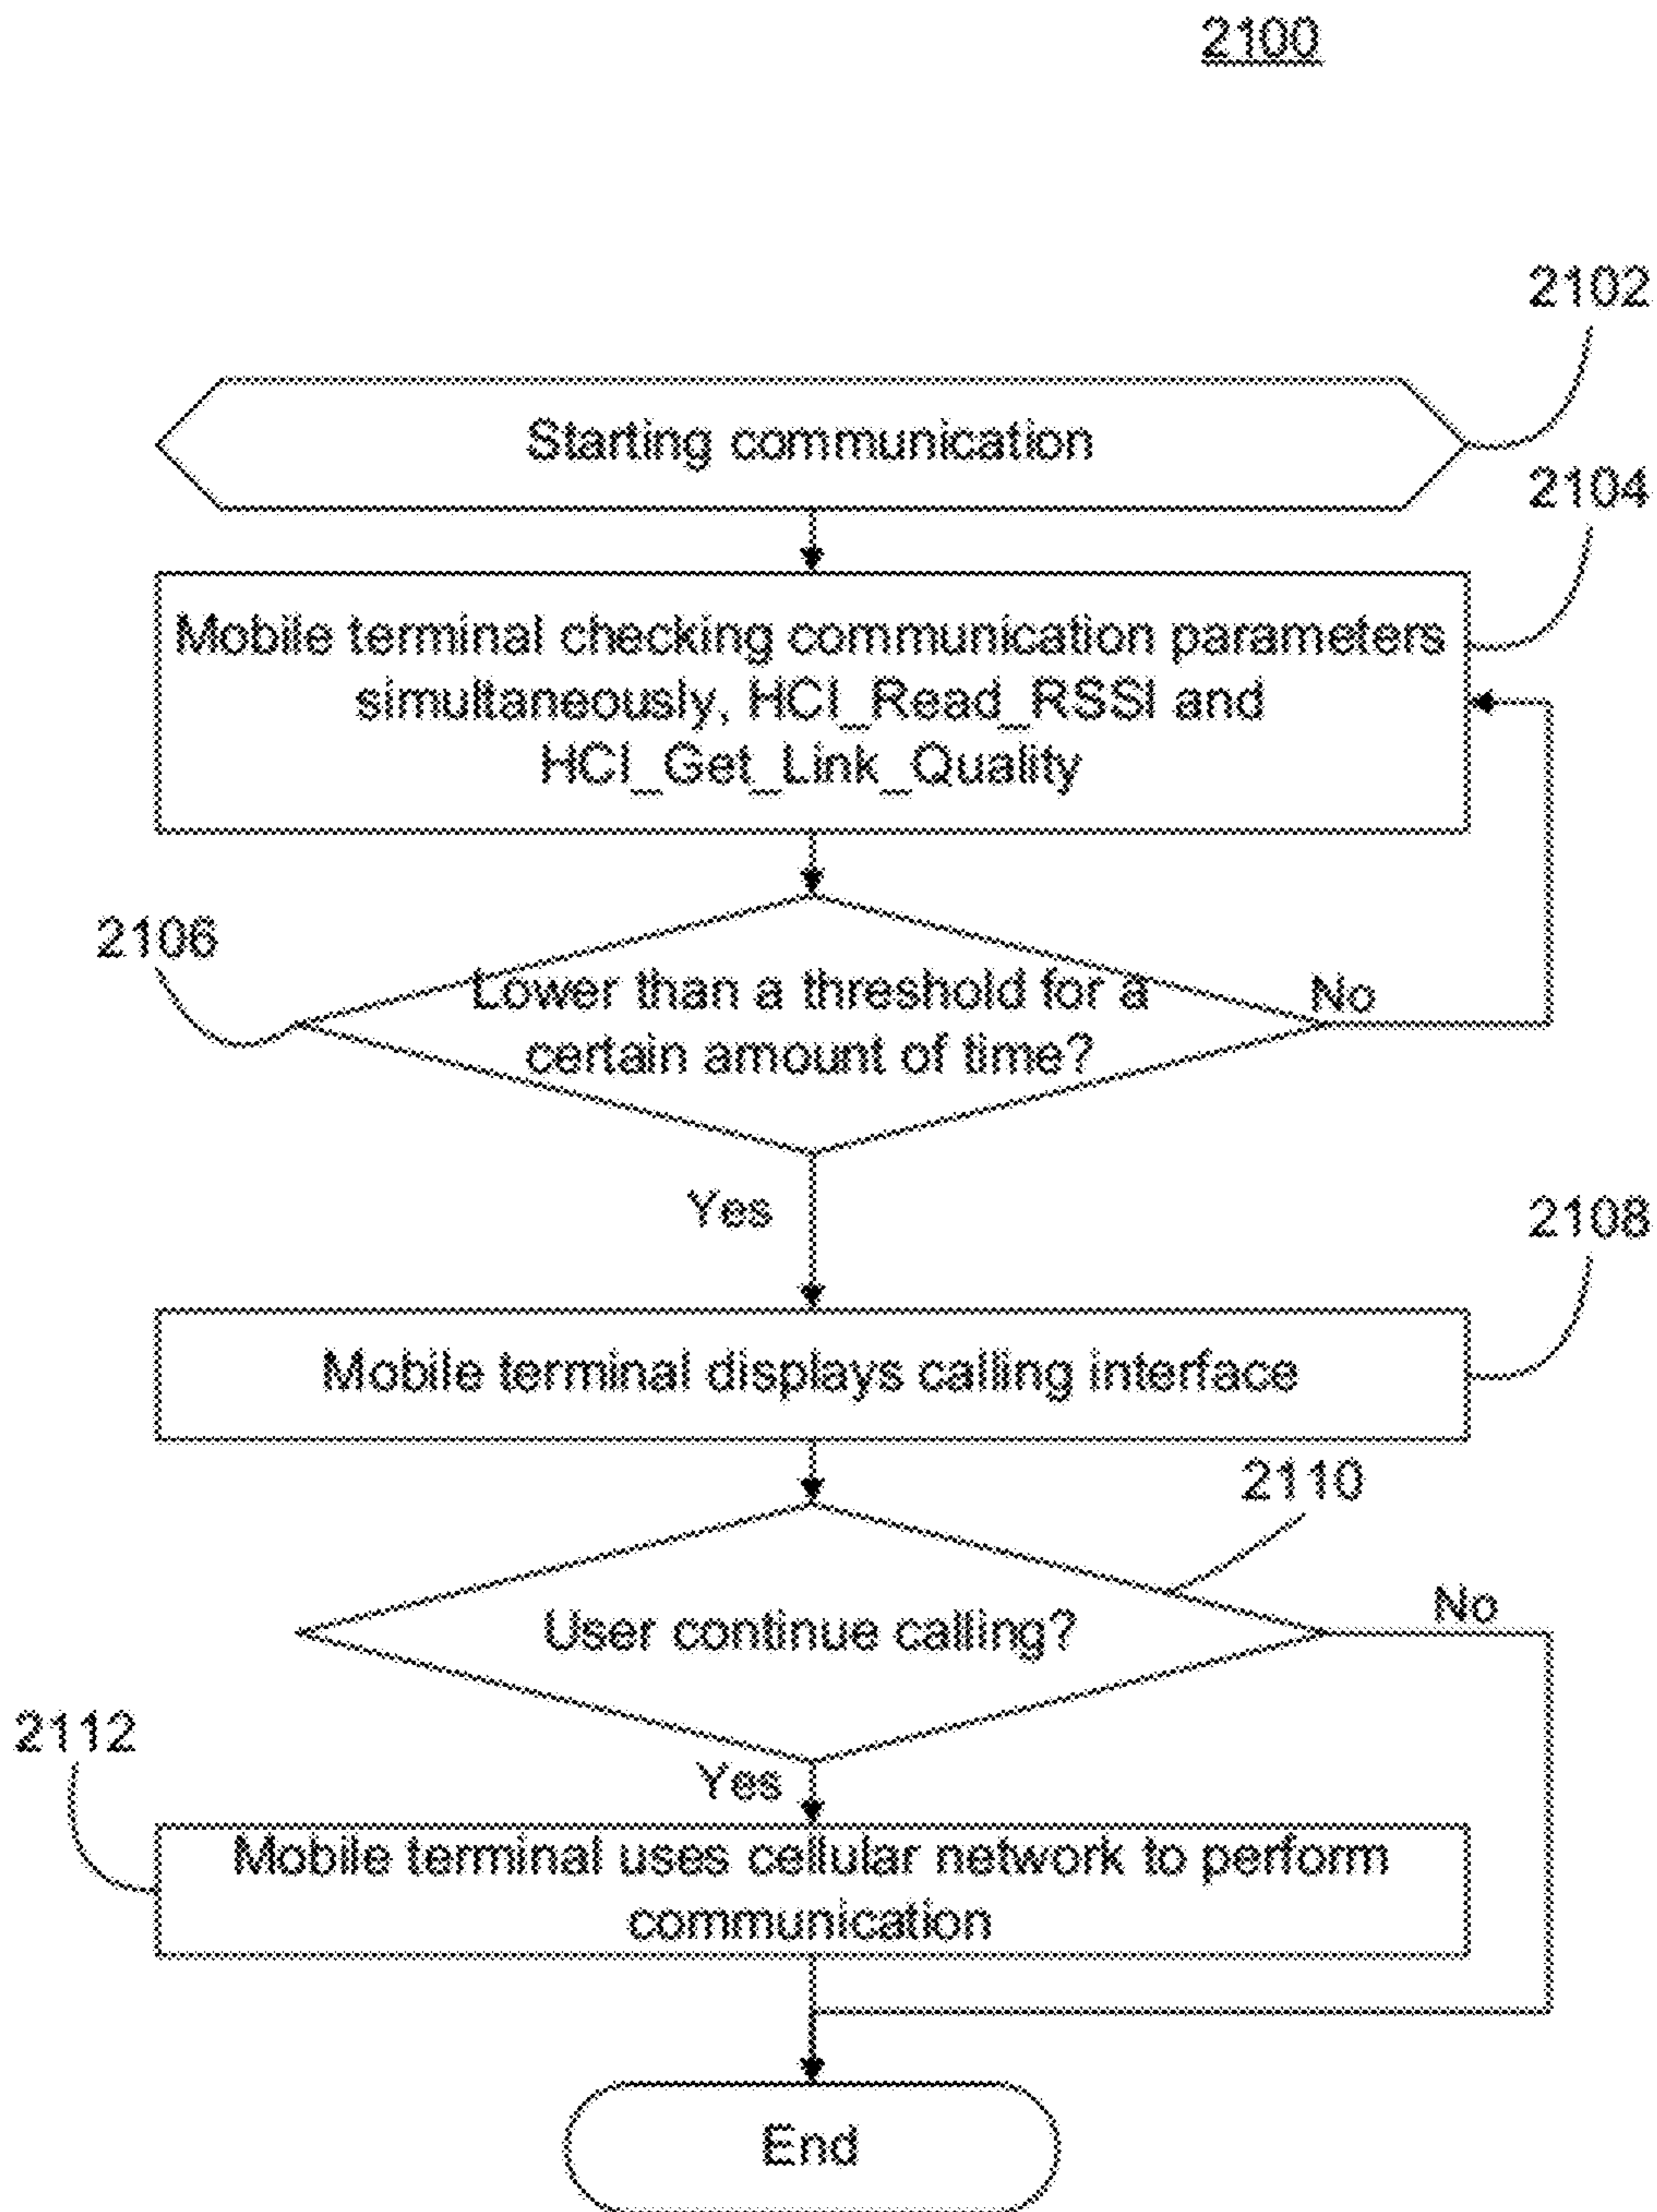 2100
2102
Starting communication
2104
Mobile terminal checking communication parameters
simultaneously, HCI_Read_RSSI and
HCI_Get_Link_Quality
2106
Lower than a threshold for a
certain amount of time?
No
Yes
2108
Mobile terminal displays calling interface
2110
User continue calling?
No
2112
Yes
Mobile terminal uses cellular network to perform
communication
End